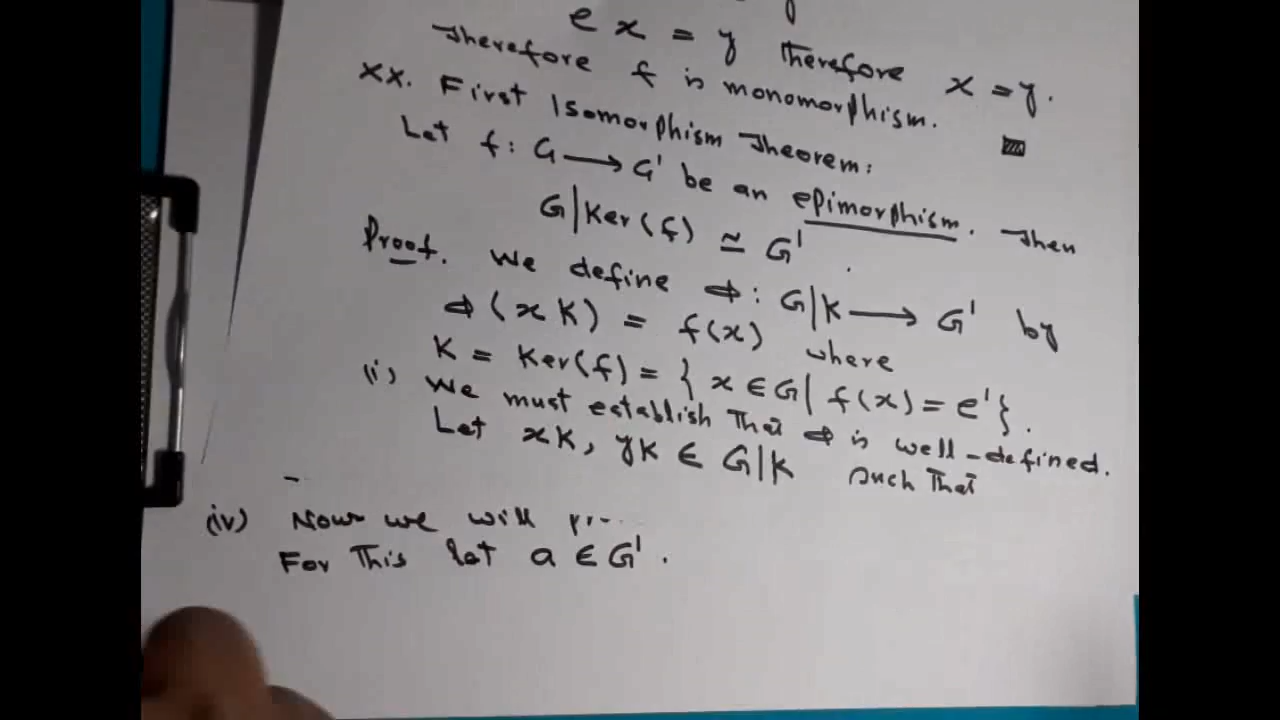 e x = y therefore x = y.
Therefore f is monomorphism.
xx. First Isomorphism Theorem:
Let f: G ⟶ G' be an epimorphism. Then
G|Ker(f) ≃ G'.
Proof. We define ϕ: G|K ⟶ G' by
ϕ(xK) = f(x) where
K = Ker(f) = { x ∈ G | f(x) = e' }.
(i) We must establish that ϕ is well-defined.
Let xK, yK ∈ G|K such that
(iv) Now we will
For this let a ∈ G'.